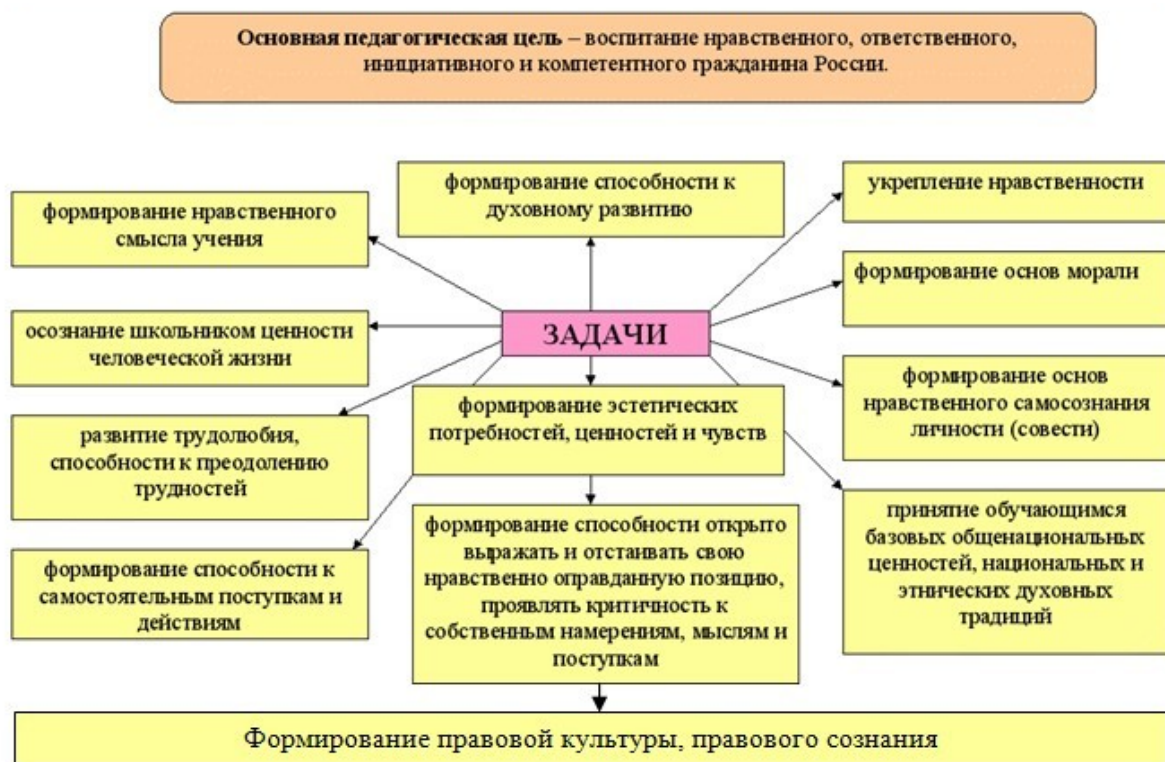 Основная педагогическая цель – воспитание нравственного, ответственного,
инициативного и компетентного гражданина России.
формирование способности к
духовному развитию
укрепление нравственности
формирование нравственного
смысла учения
формирование основ морали
осознание школьником ценности
человеческой жизни
ЗАДАЧИ
формирование основ
нравственного самосознания
личности (совести)
формирование эстетических
потребностей, ценностей и чувств
развитие трудолюбия,
способности к преодолению
трудностей
принятие обучающимся
базовых общенациональных
ценностей, национальных и
этнических духовных
традиций
формирование способности открыто
выражать и отстаивать свою
нравственно оправданную позицию,
проявлять критичность к
собственным намерениям, мыслям и
поступкам
формирование способности к
самостоятельным поступкам и
действиям
Формирование правовой культуры, правового сознания